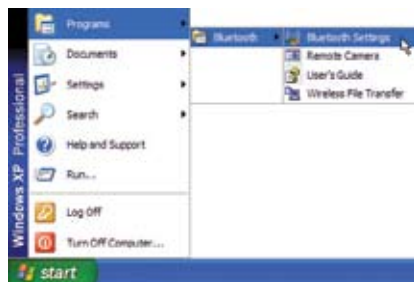 Programs
Documents
Settings
Search
Help and Support
Run...
Log Off
Turn Off Computer...
Windows XP Professional
start
Bluetooth
Bluetooth Settings
Remote Camera
User's Guide
Wireless File Transfer